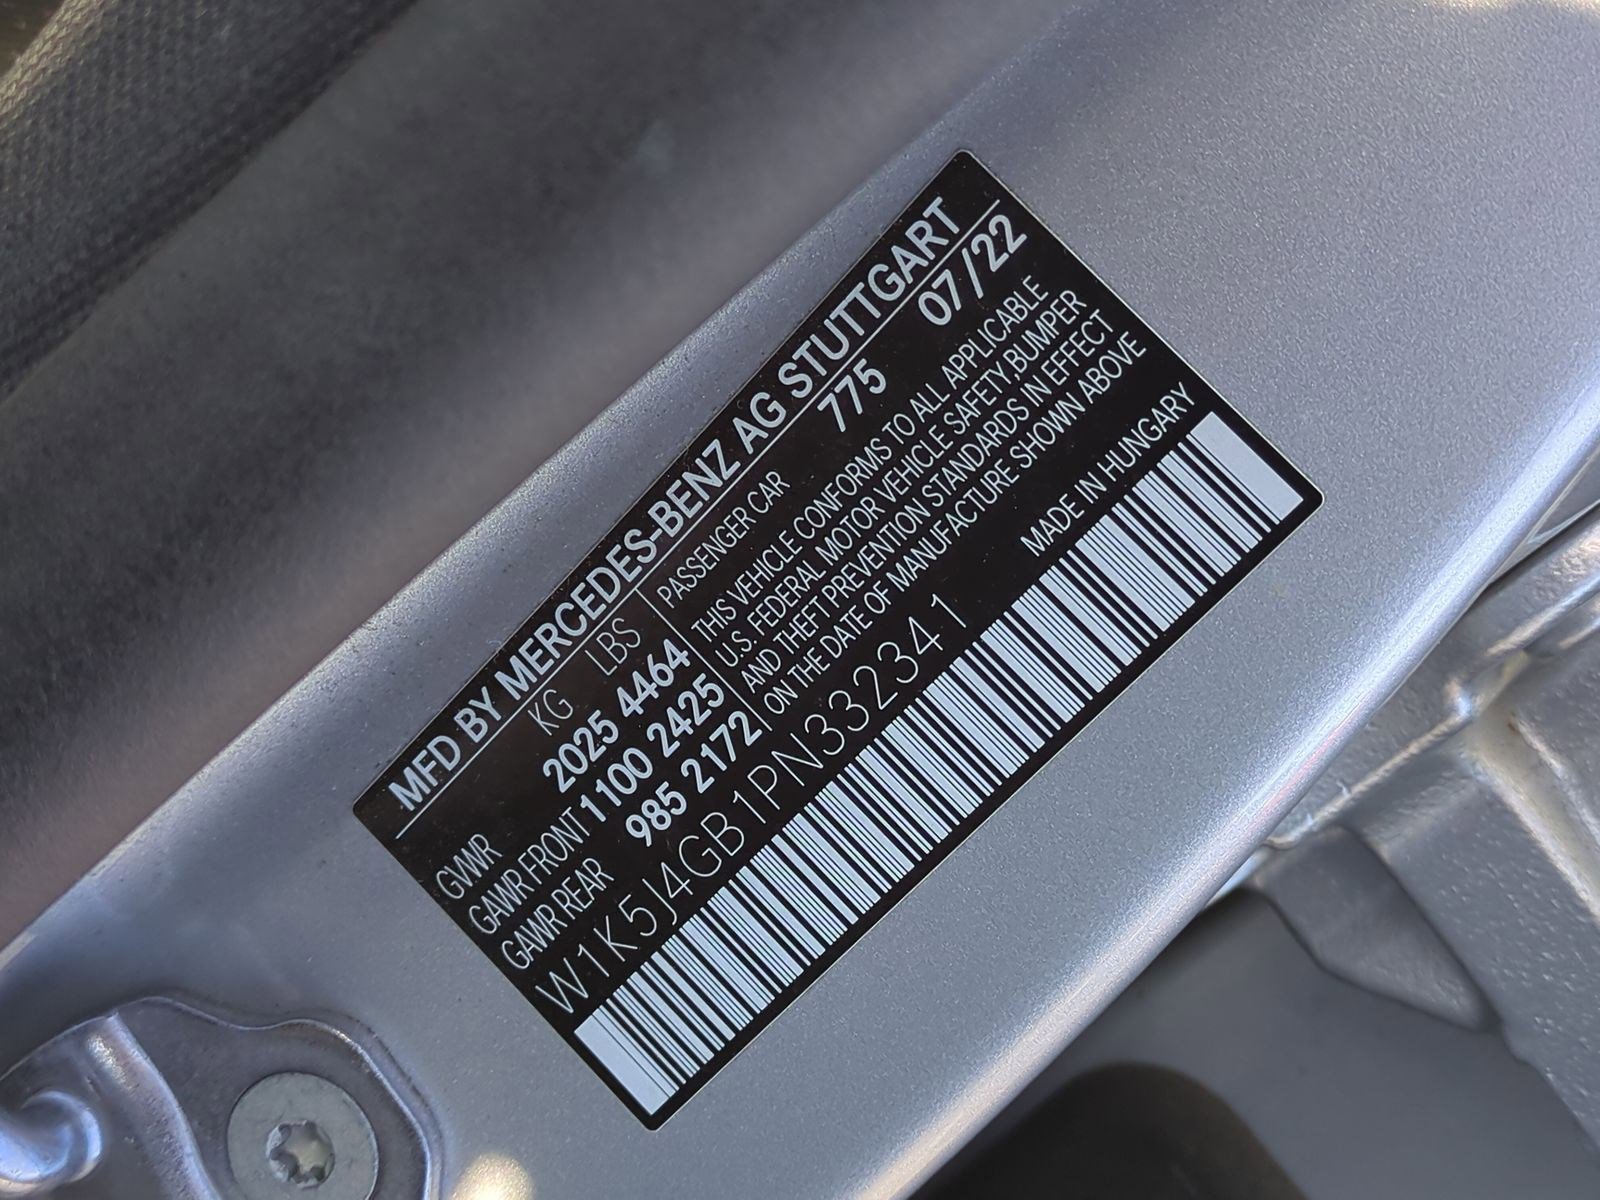 MFD BY MERCEDES-BENZ AG STUTTGART
KG LBS 775 07/22
GVWR 2025 4464
GAWR FRONT 1100 2425
GAWR REAR 985 2172
PASSENGER CAR
THIS VEHICLE CONFORMS TO ALL APPLICABLE
U.S. FEDERAL MOTOR VEHICLE SAFETY, BUMPER
AND THEFT PREVENTION STANDARDS IN EFFECT
ON THE DATE OF MANUFACTURE SHOWN ABOVE
W1K5J4GB1PN332341
MADE IN HUNGARY